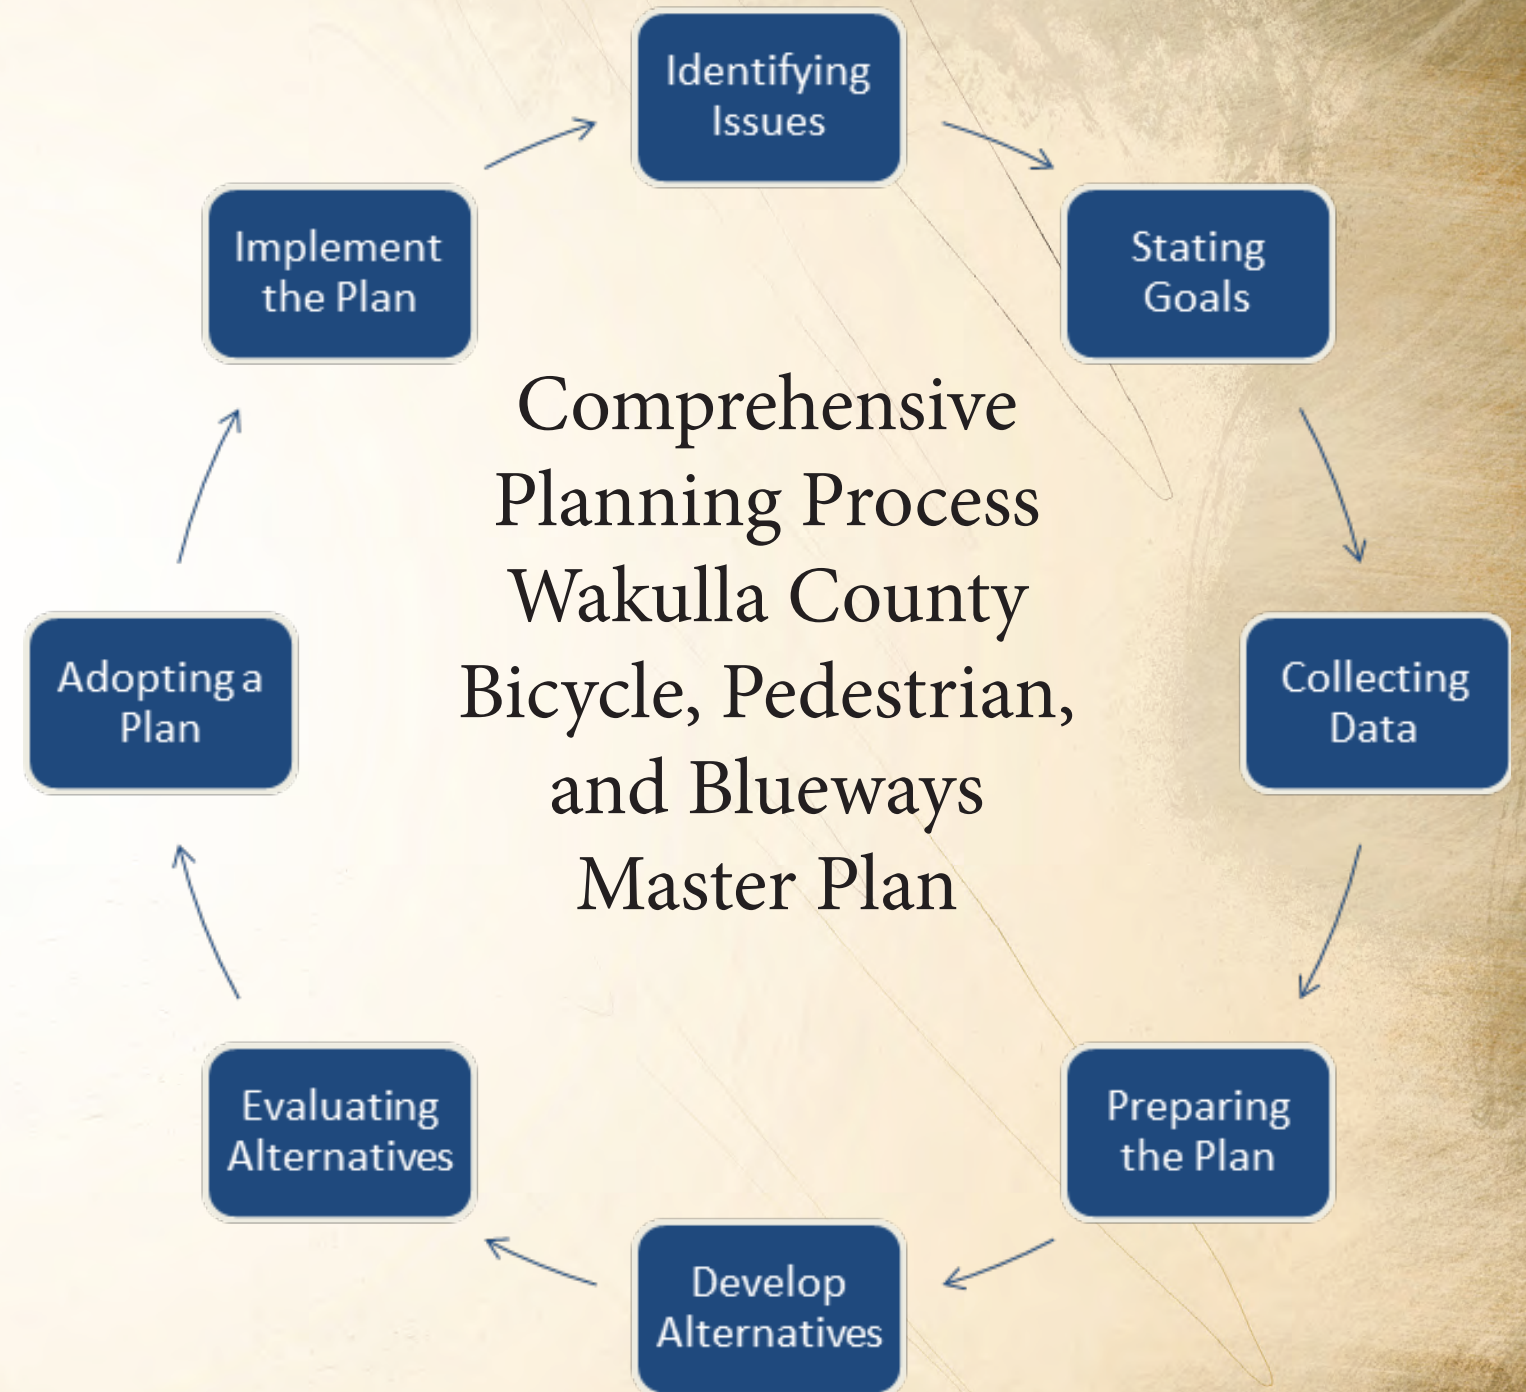 Identifying
Issues
Stating
Goals
Collecting
Data
Preparing
the Plan
Develop
Alternatives
Evaluating
Alternatives
Adopting a
Plan
Implement
the Plan
Comprehensive
Planning Process
Wakulla County
Bicycle, Pedestrian,
and Blueways
Master Plan